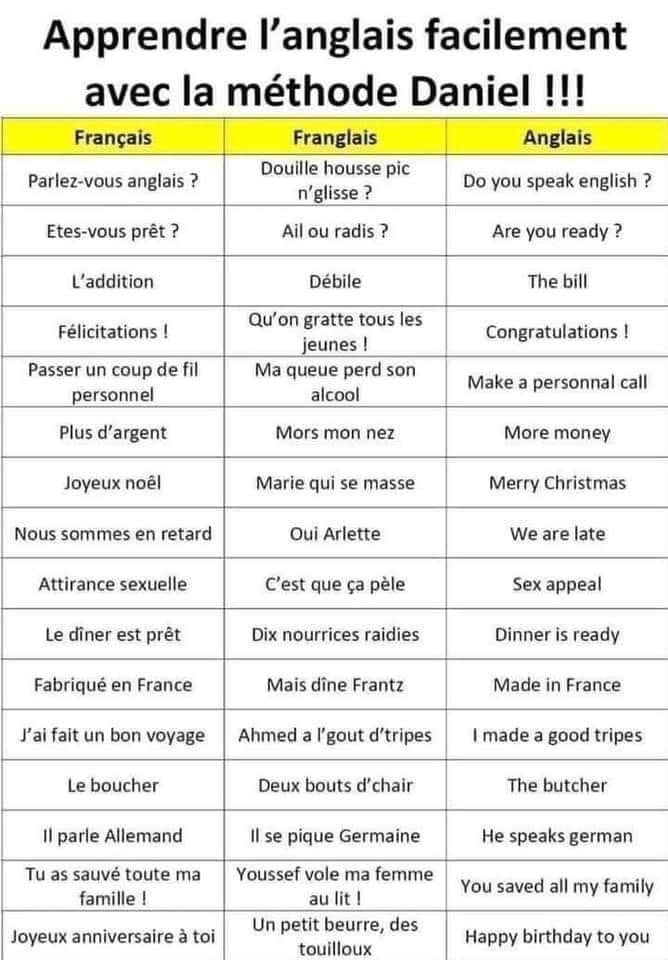 Apprendre l'anglais facilement
avec la méthode Daniel !!!
Français Franglais Anglais
Parlez-vous anglais ? Douille housse pic n'glisse ? Do you speak english ?
Etes-vous prêt ? Ail ou radis ? Are you ready ?
L'addition Débile The bill
Félicitations ! Qu'on gratte tous les jeunes ! Congratulations !
Passer un coup de fil personnel Ma queue perd son alcool Make a personnal call
Plus d'argent Mors mon nez More money
Joyeux noël Marie qui se masse Merry Christmas
Nous sommes en retard Oui Arlette We are late
Attirance sexuelle C'est que ça pèle Sex appeal
Le dîner est prêt Dix nourrices raidies Dinner is ready
Fabriqué en France Mais dîne Frantz Made in France
J'ai fait un bon voyage Ahmed a l'gout d'tripes I made a good tripes
Le boucher Deux bouts d'chair The butcher
Il parle Allemand Il se pique Germaine He speaks german
Tu as sauvé toute ma famille ! Youssef vole ma femme au lit ! You saved all my family
Joyeux anniversaire à toi Un petit beurre, des touilloux Happy birthday to you